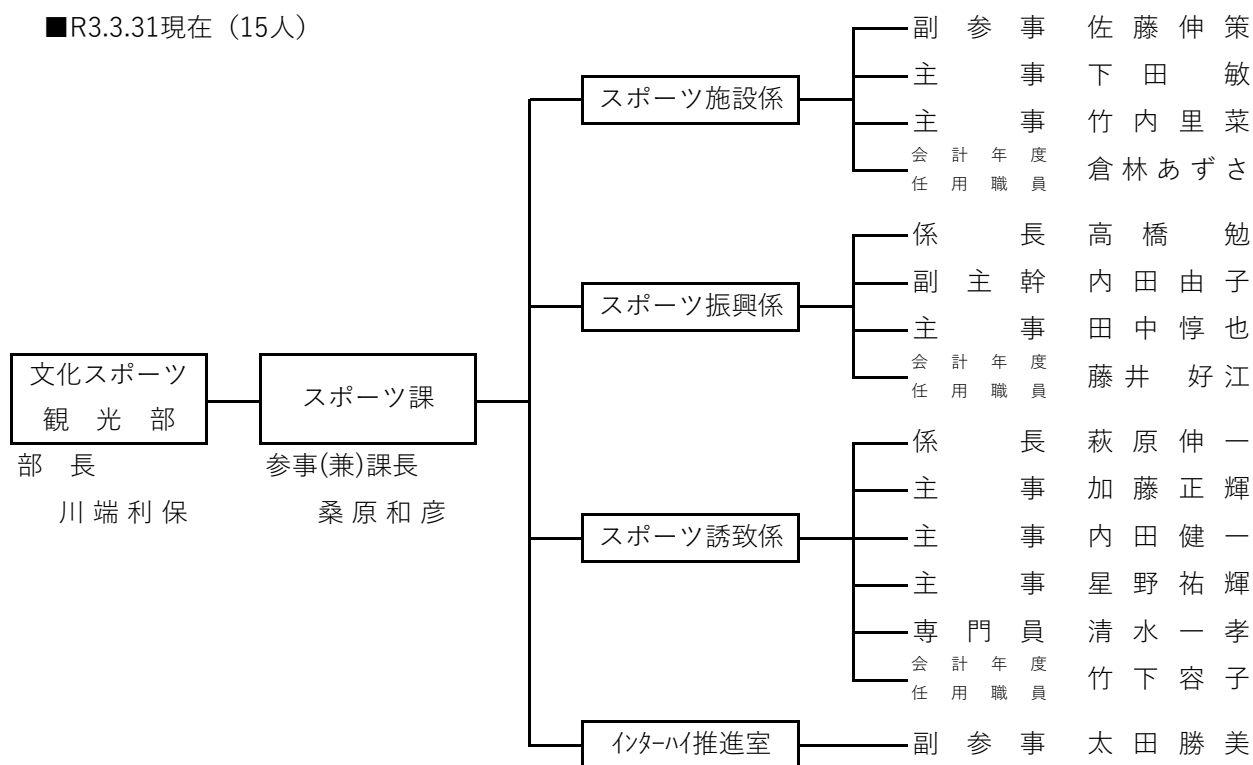 ■R3.3.31現在（15人）
文化スポーツ
観光部
部長
川端利保
スポーツ課
参事(兼)課長
桑原和彦
スポーツ施設係
副参事 佐藤伸策
主事 下田 敏
主事 竹内里菜
会計年度
任用職員 倉林あずさ
スポーツ振興係
係長 高橋 勉
副主幹 内田由子
主事 田中惇也
会計年度
任用職員 藤井 好江
スポーツ誘致係
係長 萩原伸一
主事 加藤正輝
主事 内田健一
主事 星野祐輝
専門員 清水一孝
会計年度
任用職員 竹下容子
ｲﾝﾀｰﾊｲ推進室
副参事 太田勝美